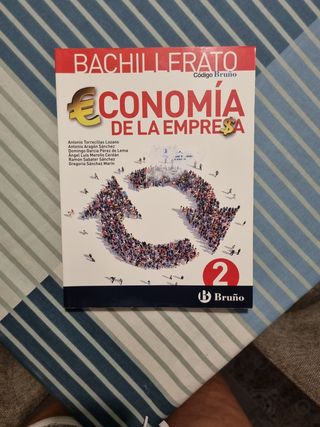 BACHILLERATO
Código Bruño
€CONOMÍA
DE LA EMPRE$A
Antonio Torrecillas Lozano
Antonio Aragón Sánchez
Domingo García Pérez de Lema
Ángel Luis Meroño Cerdán
Ramón Sabater Sánchez
Gregorio Sánchez Marín
2
Bruño